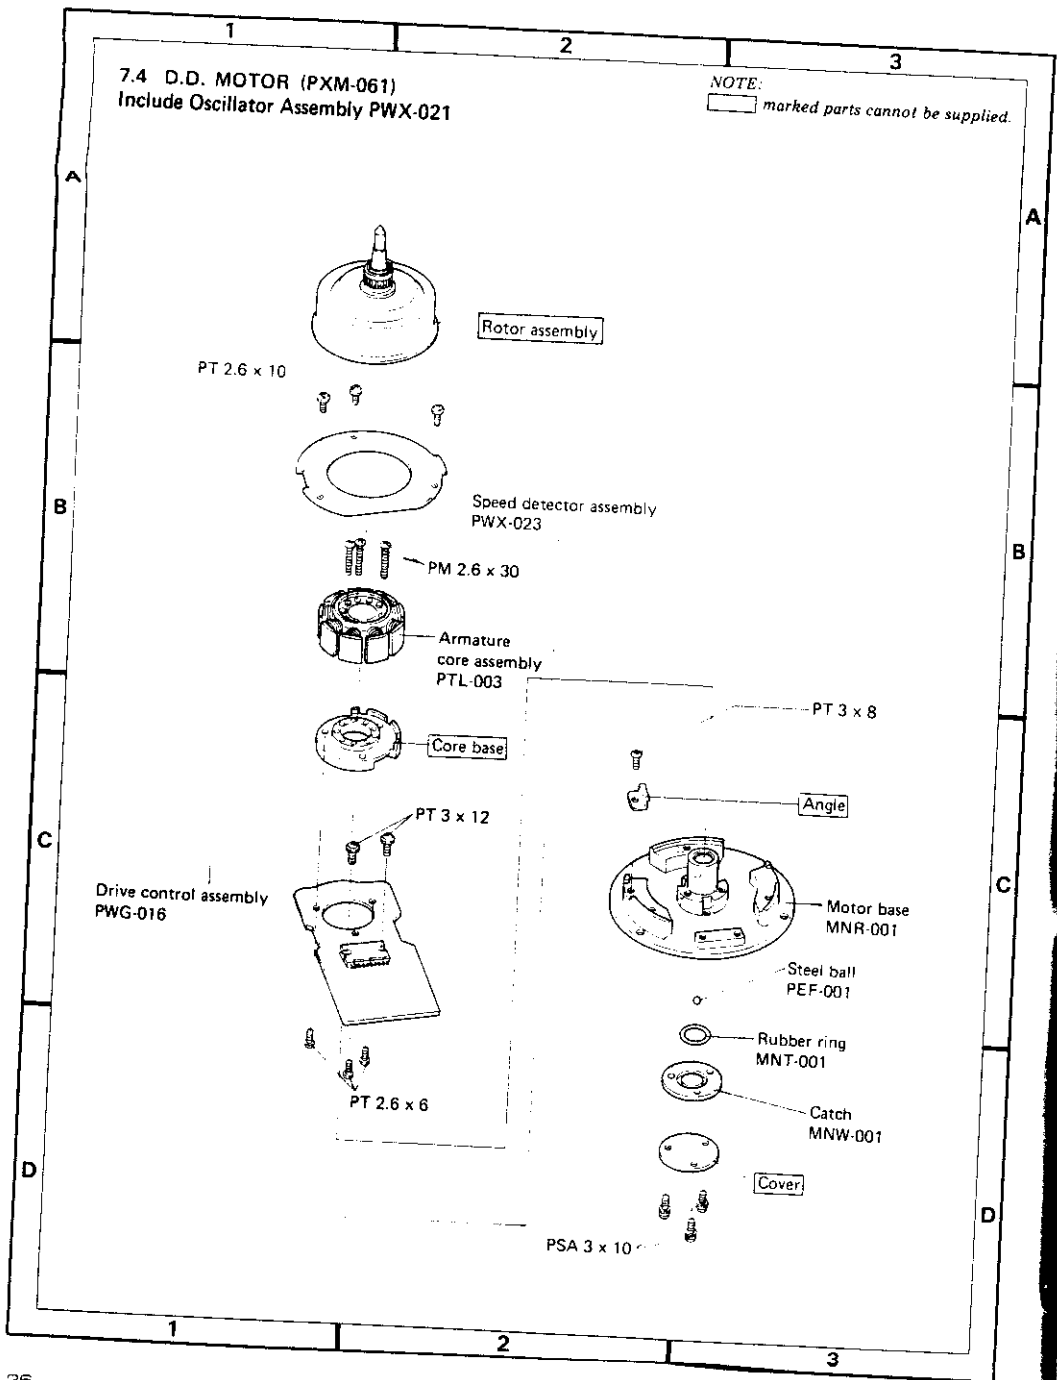 1
2
3
7.4 D.D. MOTOR (PXM-061)
Include Oscillator Assembly PWX-021
NOTE:
marked parts cannot be supplied.
A
A
Rotor assembly
PT 2.6 × 10
B
B
Speed detector assembly
PWX-023
PM 2.6 × 30
Armature
core assembly
PTL-003
Core base
PT 3 × 8
Angle
PT 3 × 12
C
C
Drive control assembly
PWG-016
Motor base
MNR-001
Steel ball
PEF-001
Rubber ring
MNT-001
PT 2.6 × 6
Catch
MNW-001
Cover
D
D
PSA 3 × 10
1
2
3